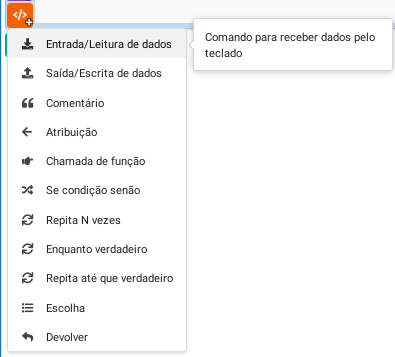 Entrada/Leitura de dados
Comando para receber dados pelo
teclado
Saída/Escrita de dados
Comentário
Atribuição
Chamada de função
Se condição senão
Repita N vezes
Enquanto verdadeiro
Repita até que verdadeiro
Escolha
Devolver